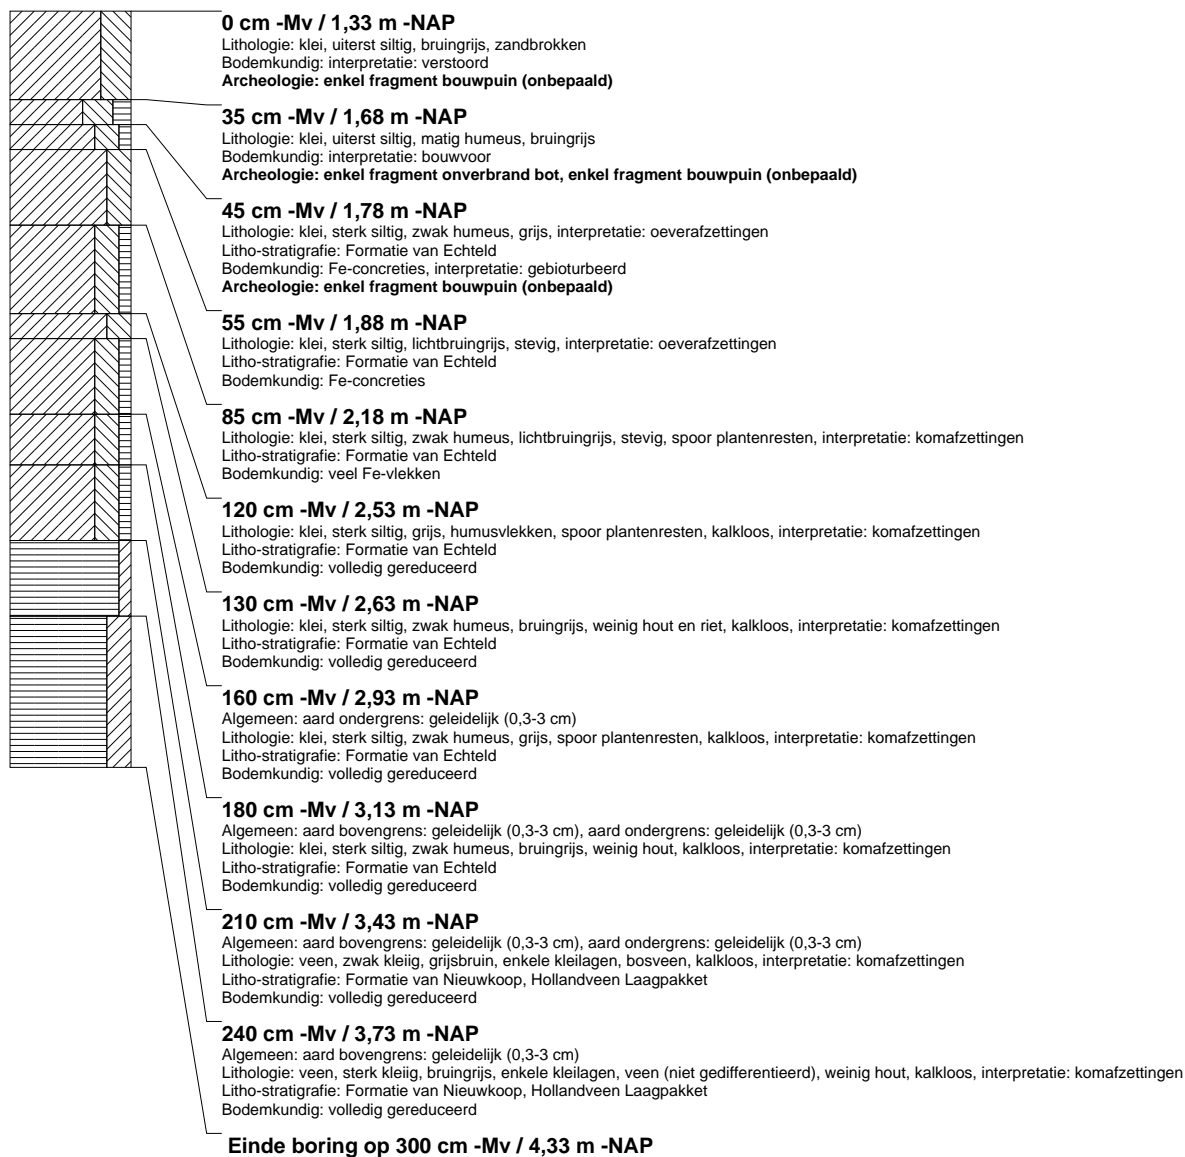 0 cm -Mv / 1,33 m -NAP
Lithologie: klei, uiterst siltig, bruingrijs, zandbrokken
Bodemkundig: interpretatie: verstoord
Archeologie: enkel fragment bouwpuin (onbepaald)
35 cm -Mv / 1,68 m -NAP
Lithologie: klei, uiterst siltig, matig humeus, bruingrijs
Bodemkundig: interpretatie: bouwvoor
Archeologie: enkel fragment onverbrand bot, enkel fragment bouwpuin (onbepaald)
45 cm -Mv / 1,78 m -NAP
Lithologie: klei, sterk siltig, zwak humeus, grijs, interpretatie: oeverafzettingen
Litho-stratigrafie: Formatie van Echteld
Bodemkundig: Fe-concreties, interpretatie: gebioturbeerd
Archeologie: enkel fragment bouwpuin (onbepaald)
55 cm -Mv / 1,88 m -NAP
Lithologie: klei, sterk siltig, lichtbruingrijs, stevig, interpretatie: oeverafzettingen
Litho-stratigrafie: Formatie van Echteld
Bodemkundig: Fe-concreties
85 cm -Mv / 2,18 m -NAP
Lithologie: klei, sterk siltig, zwak humeus, lichtbruingrijs, stevig, spoor plantenresten, interpretatie: komafzettingen
Litho-stratigrafie: Formatie van Echteld
Bodemkundig: veel Fe-vlekken
120 cm -Mv / 2,53 m -NAP
Lithologie: klei, sterk siltig, grijs, humusvlekken, spoor plantenresten, kalkloos, interpretatie: komafzettingen
Litho-stratigrafie: Formatie van Echteld
Bodemkundig: volledig gereduceerd
130 cm -Mv / 2,63 m -NAP
Lithologie: klei, sterk siltig, zwak humeus, bruingrijs, weinig hout en riet, kalkloos, interpretatie: komafzettingen
Litho-stratigrafie: Formatie van Echteld
Bodemkundig: volledig gereduceerd
160 cm -Mv / 2,93 m -NAP
Algemeen: aard ondergrens: geleidelijk (0,3-3 cm)
Lithologie: klei, sterk siltig, zwak humeus, grijs, spoor plantenresten, kalkloos, interpretatie: komafzettingen
Litho-stratigrafie: Formatie van Echteld
Bodemkundig: volledig gereduceerd
180 cm -Mv / 3,13 m -NAP
Algemeen: aard bovengrens: geleidelijk (0,3-3 cm), aard ondergrens: geleidelijk (0,3-3 cm)
Lithologie: klei, sterk siltig, zwak humeus, bruingrijs, weinig hout, kalkloos, interpretatie: komafzettingen
Litho-stratigrafie: Formatie van Echteld
Bodemkundig: volledig gereduceerd
210 cm -Mv / 3,43 m -NAP
Algemeen: aard bovengrens: geleidelijk (0,3-3 cm), aard ondergrens: geleidelijk (0,3-3 cm)
Lithologie: veen, zwak kleiig, grijsbruin, enkele kleilagen, bosveen, kalkloos, interpretatie: komafzettingen
Litho-stratigrafie: Formatie van Nieuwkoop, Hollandveen Laagpakket
Bodemkundig: volledig gereduceerd
240 cm -Mv / 3,73 m -NAP
Algemeen: aard bovengrens: geleidelijk (0,3-3 cm)
Lithologie: veen, sterk kleiig, bruingrijs, enkele kleilagen, veen (niet gedifferentieerd), weinig hout, kalkloos, interpretatie: komafzettingen
Litho-stratigrafie: Formatie van Nieuwkoop, Hollandveen Laagpakket
Bodemkundig: volledig gereduceerd
Einde boring op 300 cm -Mv / 4,33 m -NAP